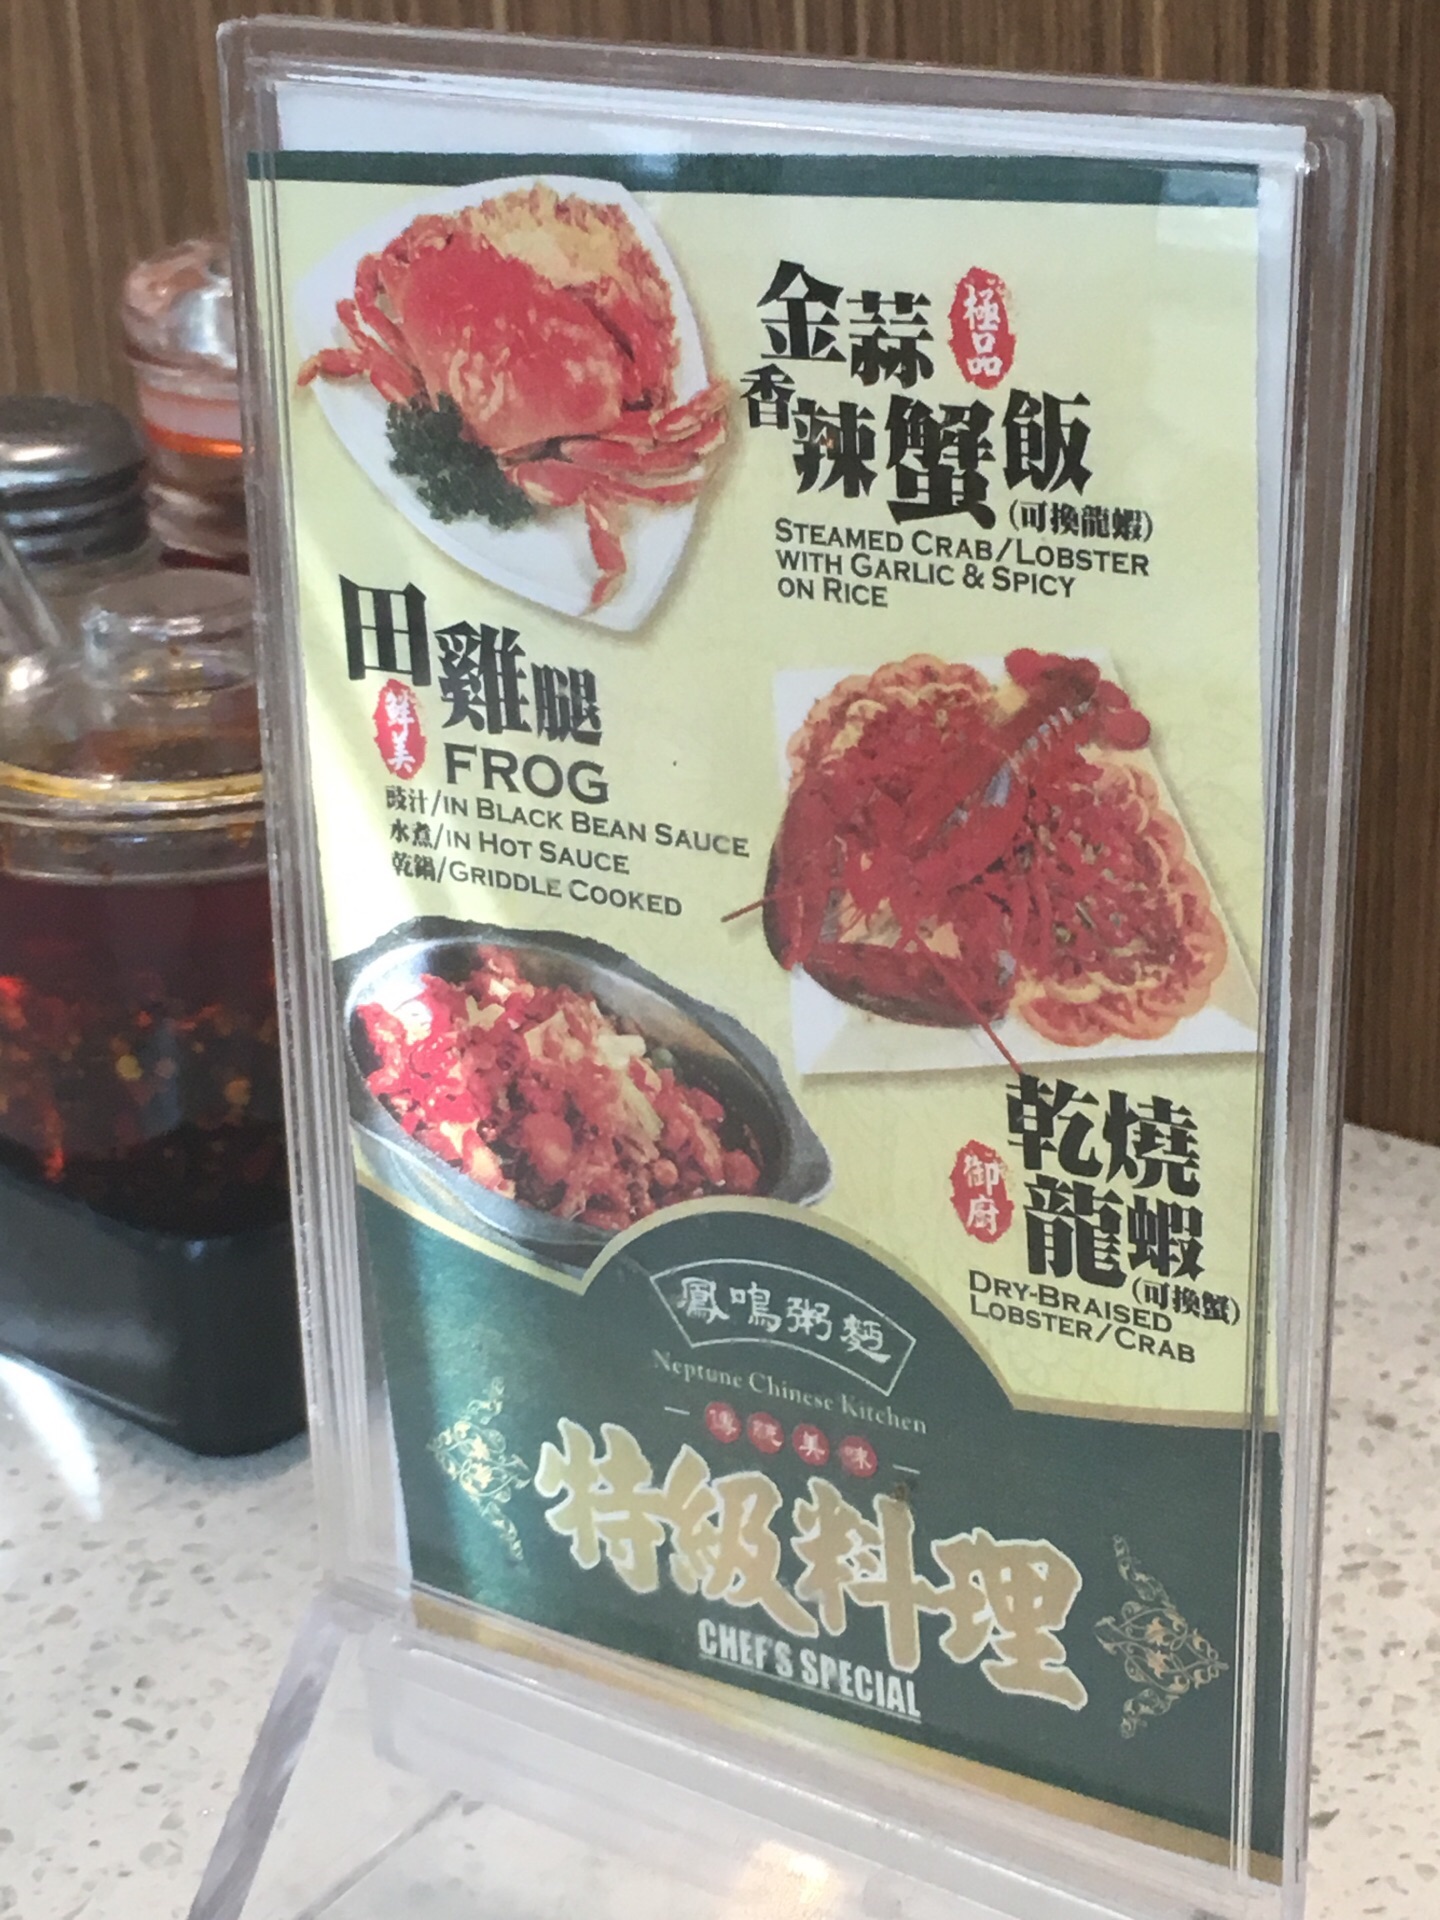 金蒜
極品
香辣蟹飯
(可換龍蝦)
STEAMED CRAB/LOBSTER
WITH GARLIC & SPICY
ON RICE
田雞腿
鮮美
FROG
豉汁/IN BLACK BEAN SAUCE
水煮/IN HOT SAUCE
乾鍋/GRIDDLE COOKED
乾燒
御廚
龍蝦
(可換蟹)
DRY-BRAISED
LOBSTER/CRAB
鳳鳴粥麵
Neptune Chinese Kitchen
傳統美味
特級料理
CHEF'S SPECIAL